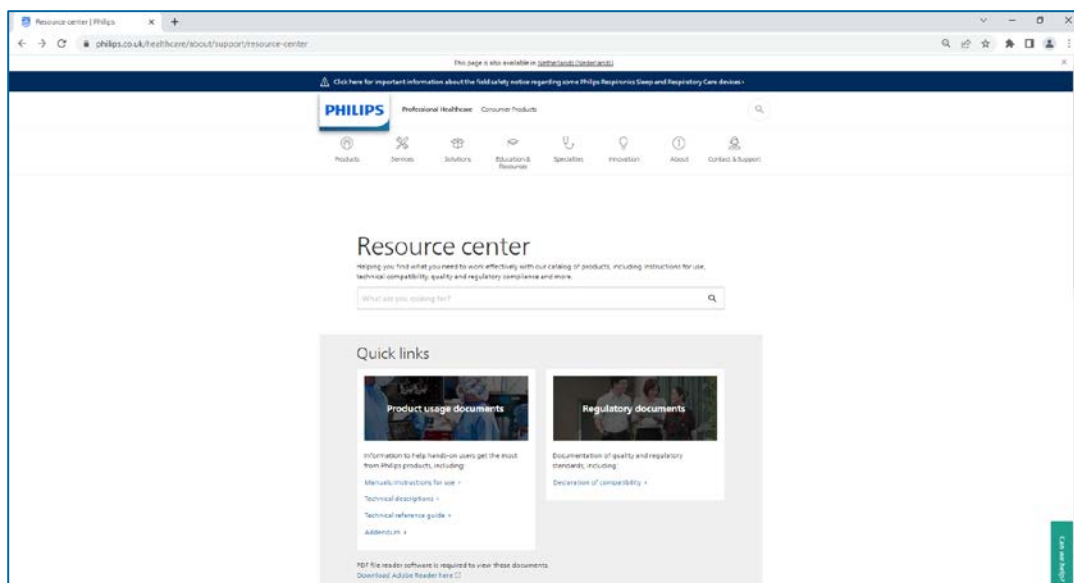 Resource center | Philips
philips.co.uk/healthcare/about/support/resource-center
This page is also available in Netherlands (Nederlands)
Click here for important information about the field safety notice regarding some Philips Respironics Sleep and Respiratory Care devices ›
PHILIPS
Professional Healthcare Consumer Products
Products Services Solutions Education & Resources Specialties Innovation About Contact & Support
Resource center
Helping you find what you need to work effectively with our catalog of products, including instructions for use,
technical compatibility, quality and regulatory compliance and more.
What are you looking for?
Quick links
Product usage documents
Information to help hands-on users get the most
from Philips products, including:
Manuals/instructions for use ›
Technical descriptions ›
Technical reference guide ›
Addendum ›
Regulatory documents
Documentation of quality and regulatory
standards, including:
Declaration of compatibility ›
PDF file reader software is required to view these documents.
Download Adobe Reader here
Can we help?